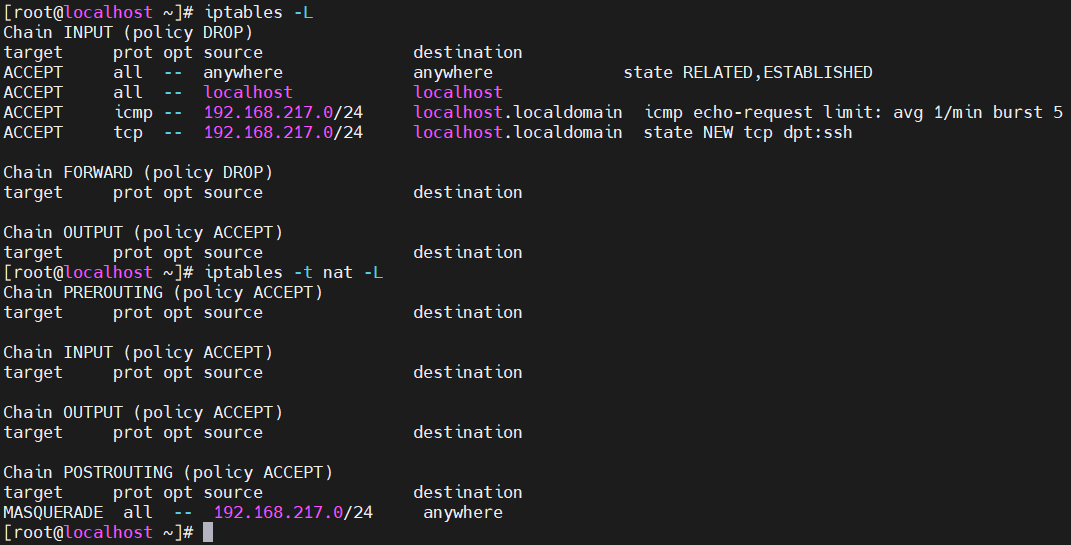 [root@localhost ~]# iptables -L
Chain INPUT (policy DROP)
target     prot opt source               destination
ACCEPT     all  --  anywhere             anywhere             state RELATED,ESTABLISHED
ACCEPT     all  --  localhost            localhost
ACCEPT     icmp --  192.168.217.0/24     localhost.localdomain  icmp echo-request limit: avg 1/min burst 5
ACCEPT     tcp  --  192.168.217.0/24     localhost.localdomain  state NEW tcp dpt:ssh

Chain FORWARD (policy DROP)
target     prot opt source               destination

Chain OUTPUT (policy ACCEPT)
target     prot opt source               destination
[root@localhost ~]# iptables -t nat -L
Chain PREROUTING (policy ACCEPT)
target     prot opt source               destination

Chain INPUT (policy ACCEPT)
target     prot opt source               destination

Chain OUTPUT (policy ACCEPT)
target     prot opt source               destination

Chain POSTROUTING (policy ACCEPT)
target     prot opt source               destination
MASQUERADE  all  --  192.168.217.0/24     anywhere
[root@localhost ~]#